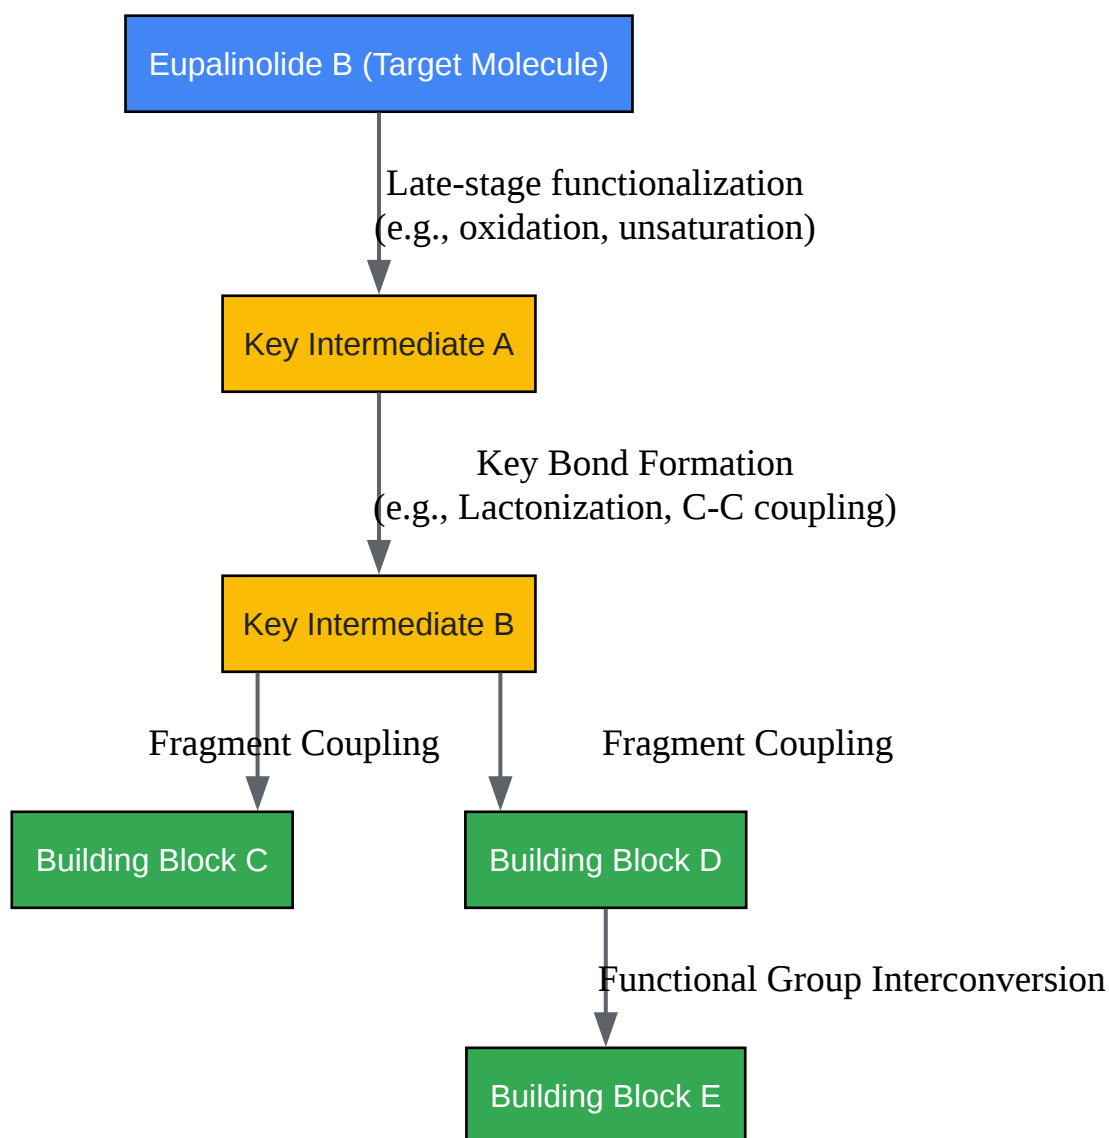 Eupalinolide B (Target Molecule)
Late-stage functionalization
(e.g., oxidation, unsaturation)
Key Intermediate A
Key Bond Formation
(e.g., Lactonization, C-C coupling)
Key Intermediate B
Fragment Coupling
Fragment Coupling
Building Block C
Building Block D
Functional Group Interconversion
Building Block E